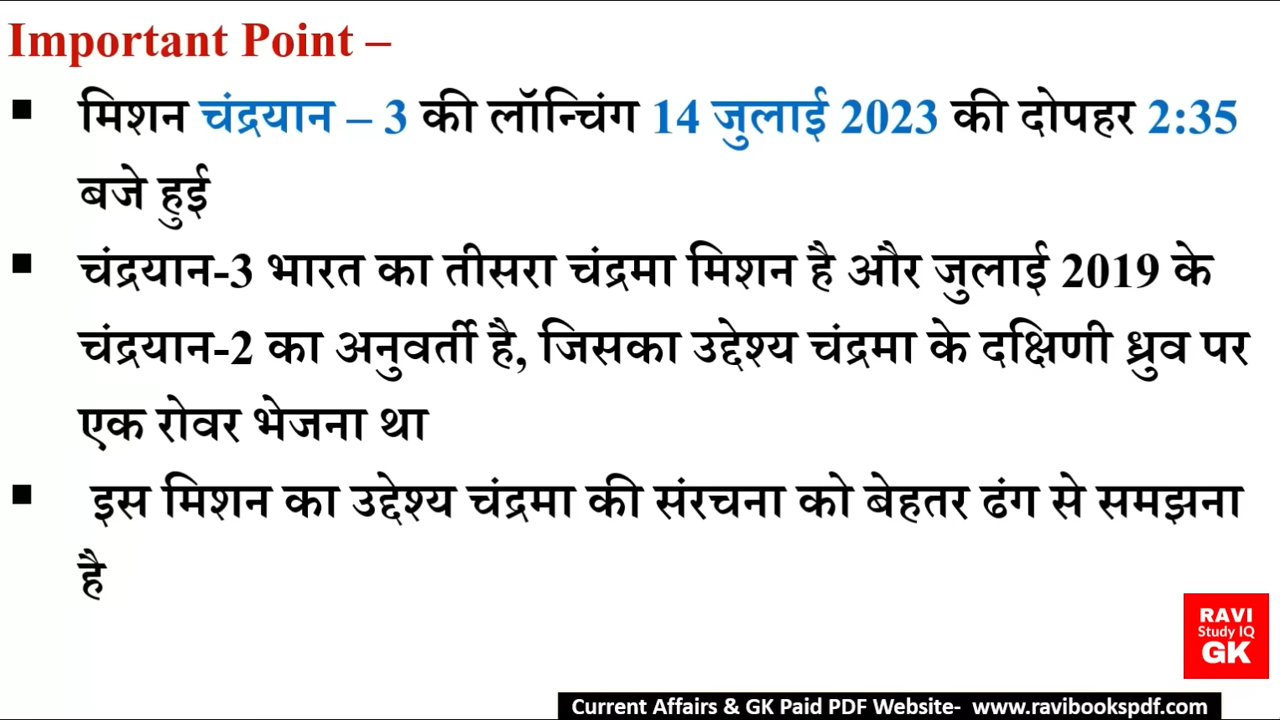 Important Point –
▪ मिशन चंद्रयान – 3 की लॉन्चिंग 14 जुलाई 2023 की दोपहर 2:35
बजे हुई
▪ चंद्रयान-3 भारत का तीसरा चंद्रमा मिशन है और जुलाई 2019 के
चंद्रयान-2 का अनुवर्ती है, जिसका उद्देश्य चंद्रमा के दक्षिणी ध्रुव पर
एक रोवर भेजना था
▪ इस मिशन का उद्देश्य चंद्रमा की संरचना को बेहतर ढंग से समझना
है
RAVI
Study IQ
GK
Current Affairs & GK Paid PDF Website- www.ravibookspdf.com